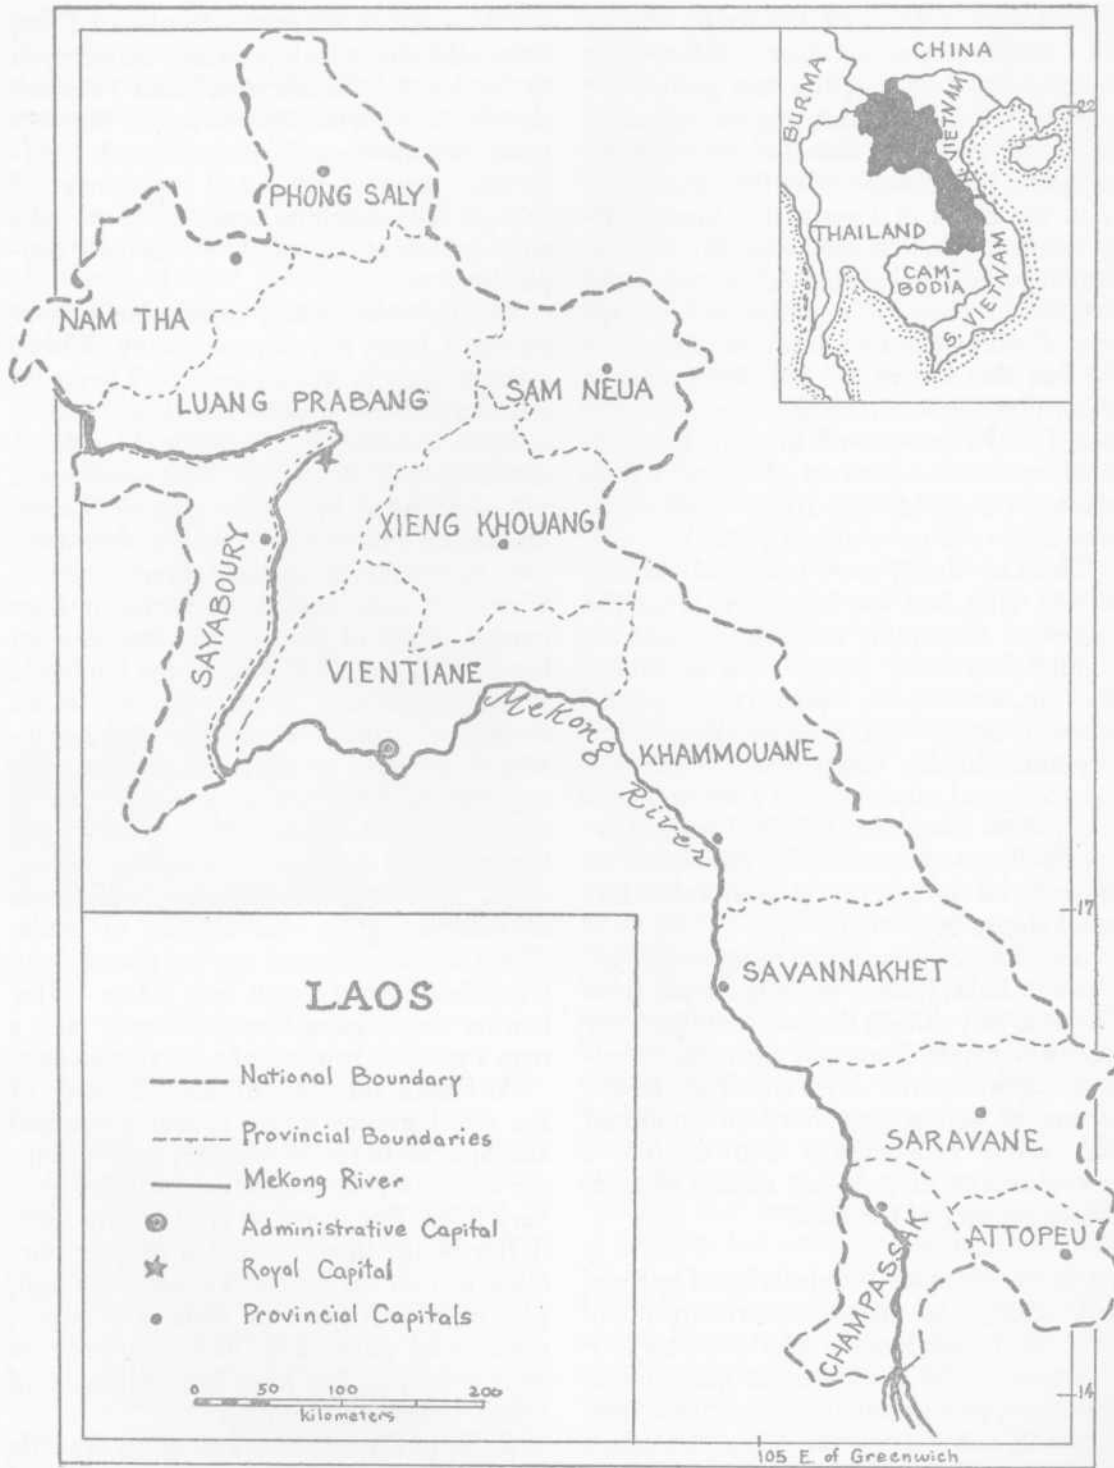 CHINA
BURMA
VIETNAM
THAILAND
CAM-
BODIA
S. VIETNAM
22
PHONG SALY
NAM THA
LUANG PRABANG
SAM NEUA
XIENG KHOUANG
SAYABOURY
VIENTIANE
Mekong River
KHAMMOUANE
17
SAVANNAKHET
SARAVANE
ATTOPEU
CHAMPASSAK
14
105 E. of Greenwich
LAOS
National Boundary
Provincial Boundaries
Mekong River
Administrative Capital
Royal Capital
Provincial Capitals
0 50 100 200
kilometers